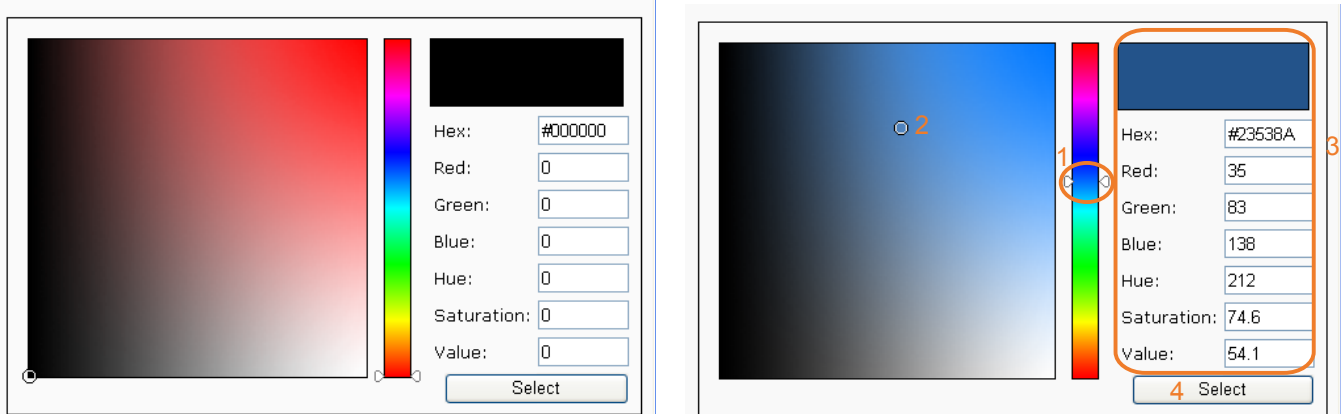 Hex: #000000
Red: 0
Green: 0
Blue: 0
Hue: 0
Saturation: 0
Value: 0
Select
1
2
3
Hex: #23538A
Red: 35
Green: 83
Blue: 138
Hue: 212
Saturation: 74.6
Value: 54.1
4 Select